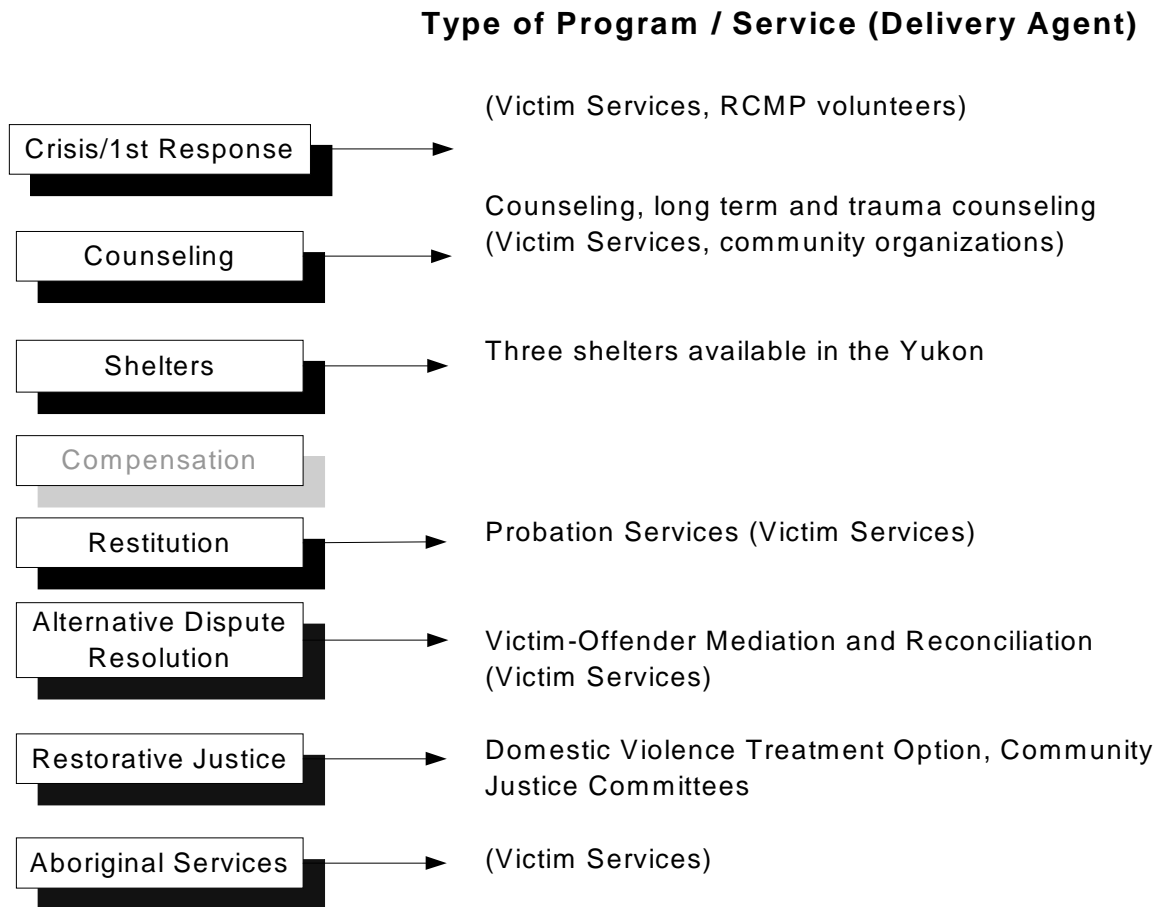 Type of Program / Service (Delivery Agent)
(Victim Services, RCMP volunteers)
Crisis/1st Response
Counseling, long term and trauma counseling
(Victim Services, community organizations)
Counseling
Three shelters available in the Yukon
Shelters
Compensation
Restitution
Probation Services (Victim Services)
Alternative Dispute
Resolution
Victim-Offender Mediation and Reconciliation
(Victim Services)
Restorative Justice
Domestic Violence Treatment Option, Community
Justice Committees
Aboriginal Services
(Victim Services)